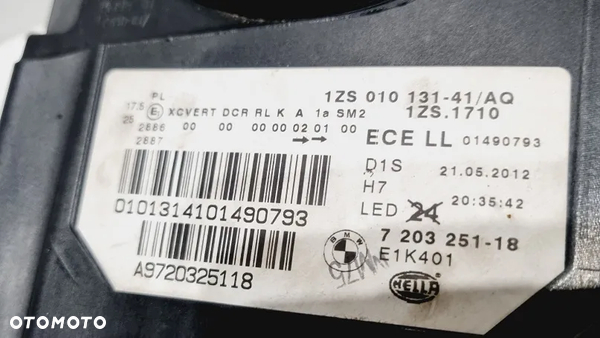 PL
17.5 E1 XCVERT DCR RL K A 1a SM2
25 2886 00 00 00 00 02 01 00
2887
1ZS 010 131-41/AQ
1ZS.1710
ECE LL 01490793
D1S 21.05.2012
H7
LED 24 20:35:42
0101314101490793
BMW 7 203 251-18
E1K401
A9720325118
HELLA
OTOMOTO